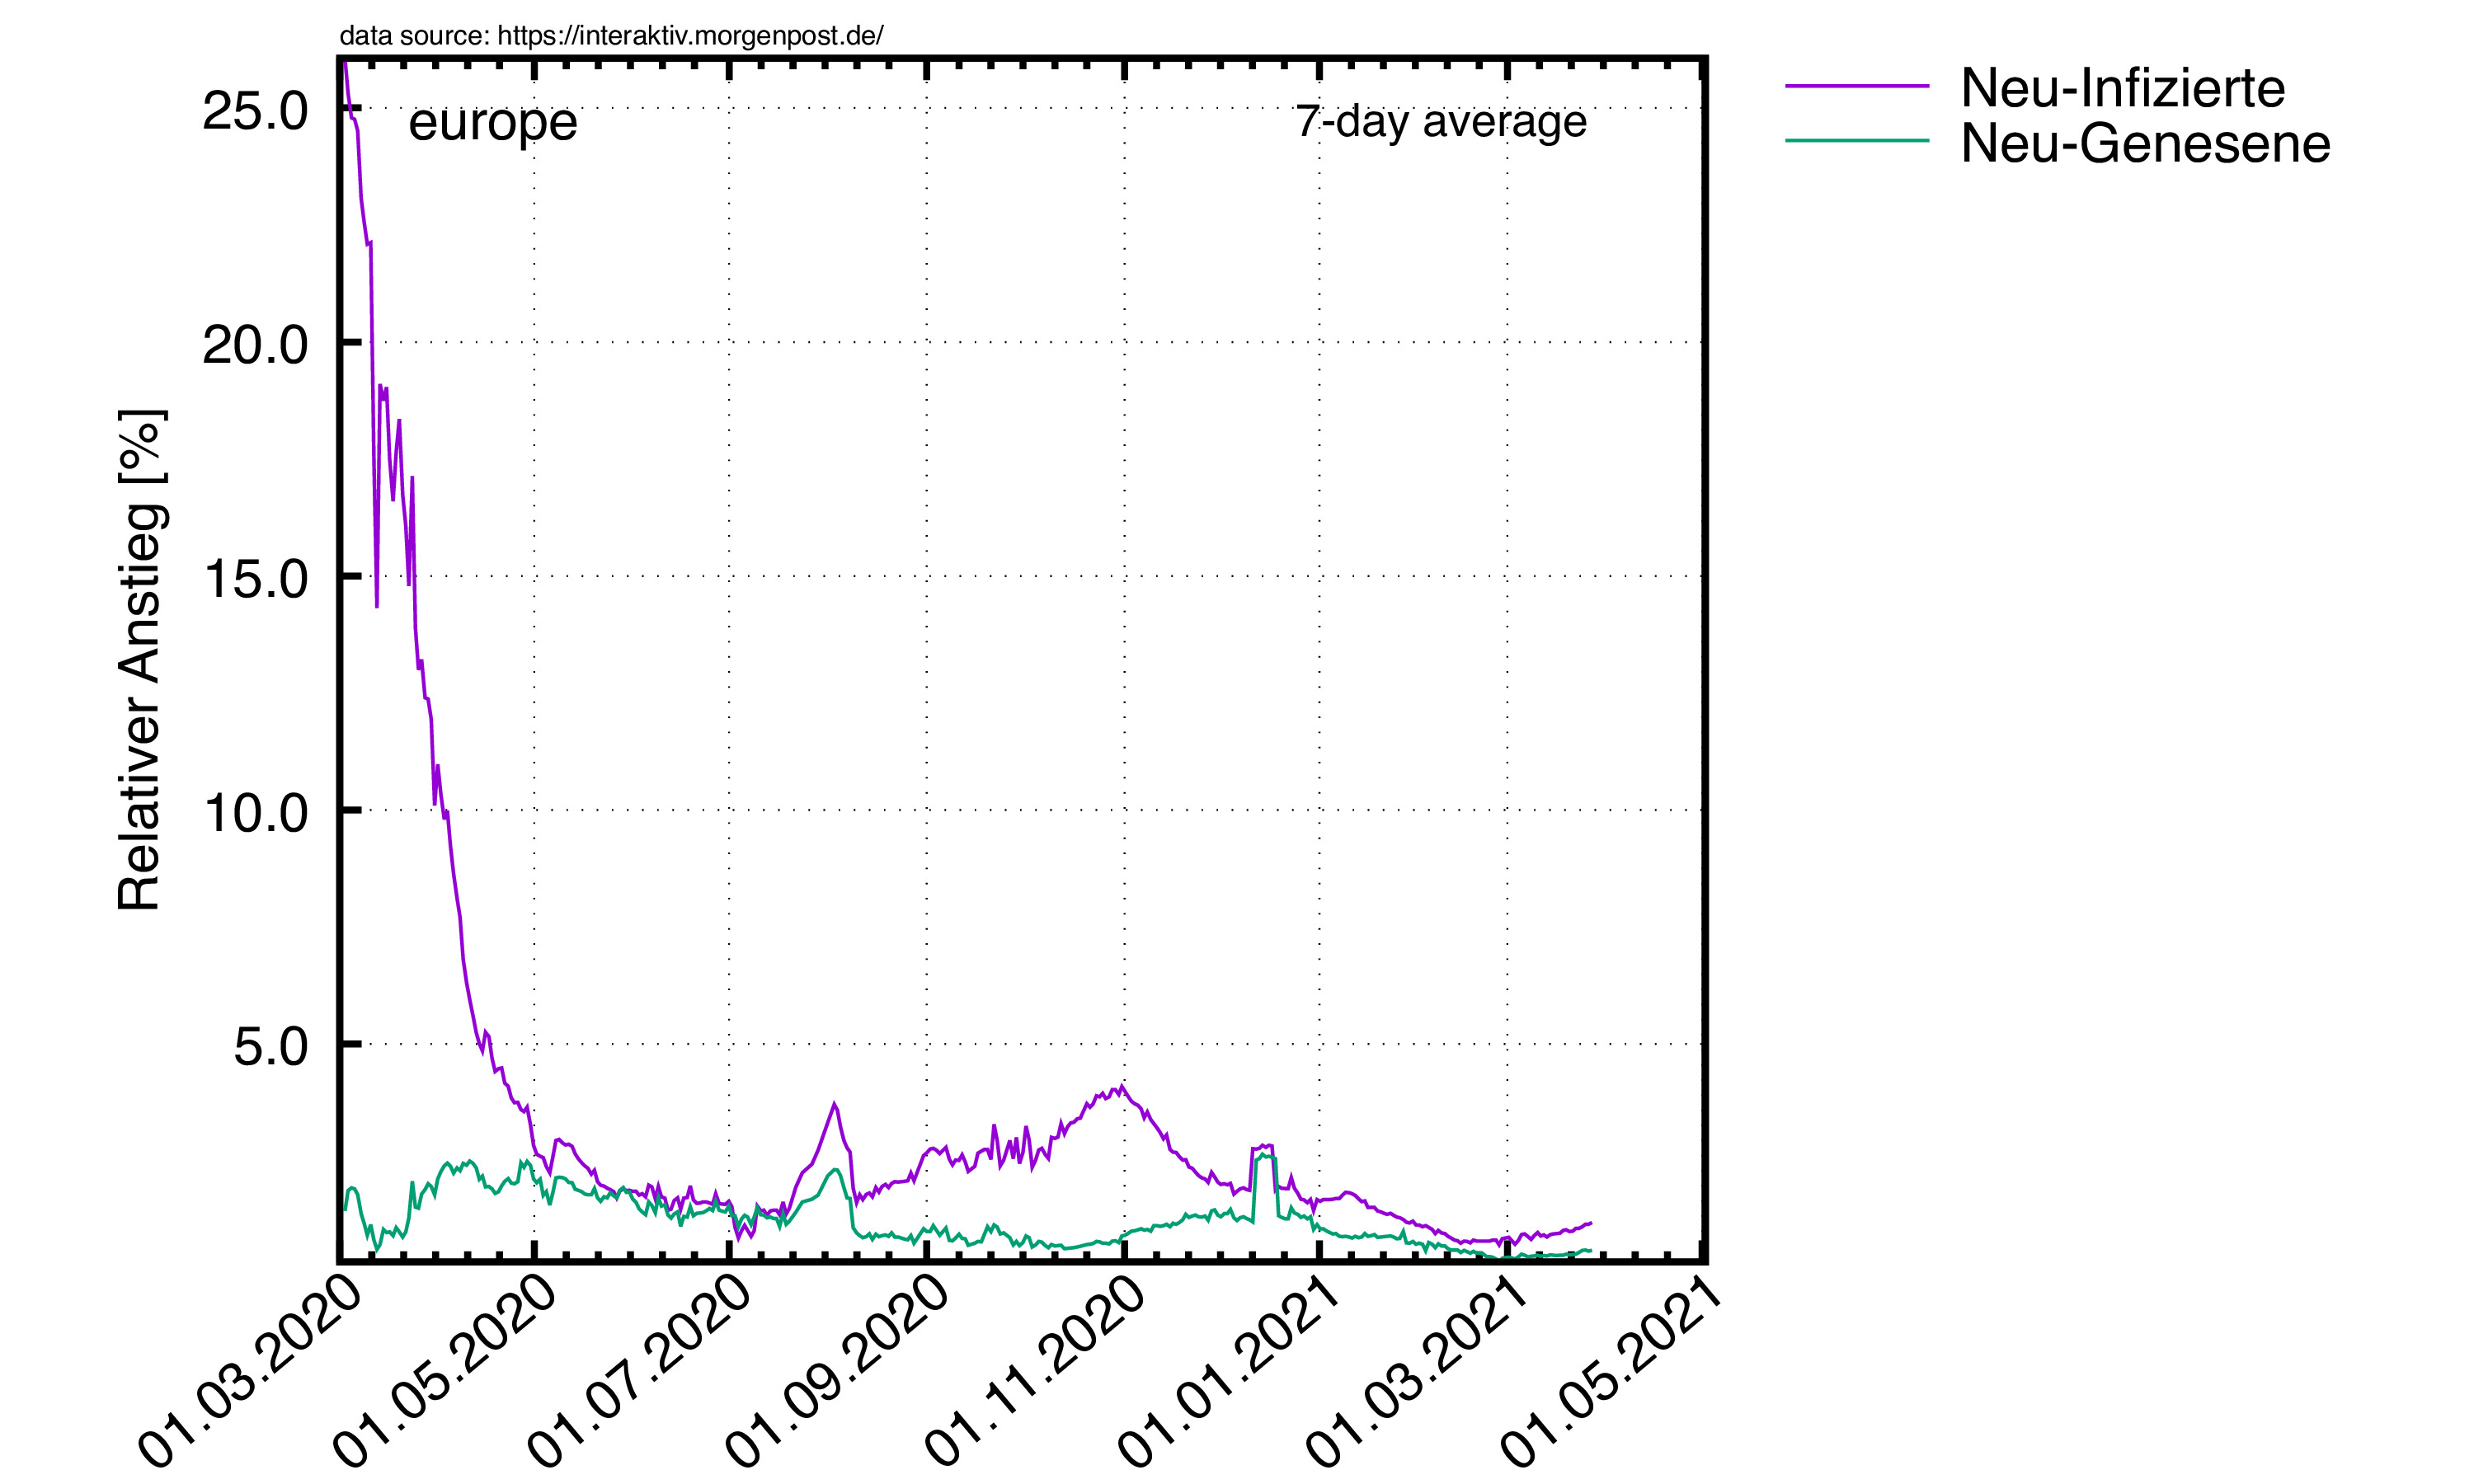 data source: https://interaktiv.morgenpost.de/
europe
7-day average
Neu-Infizierte
Neu-Genesene
Relativer Anstieg [%]
25.0
20.0
15.0
10.0
5.0
01.03.2020
01.05.2020
01.07.2020
01.09.2020
01.11.2020
01.01.2021
01.03.2021
01.05.2021